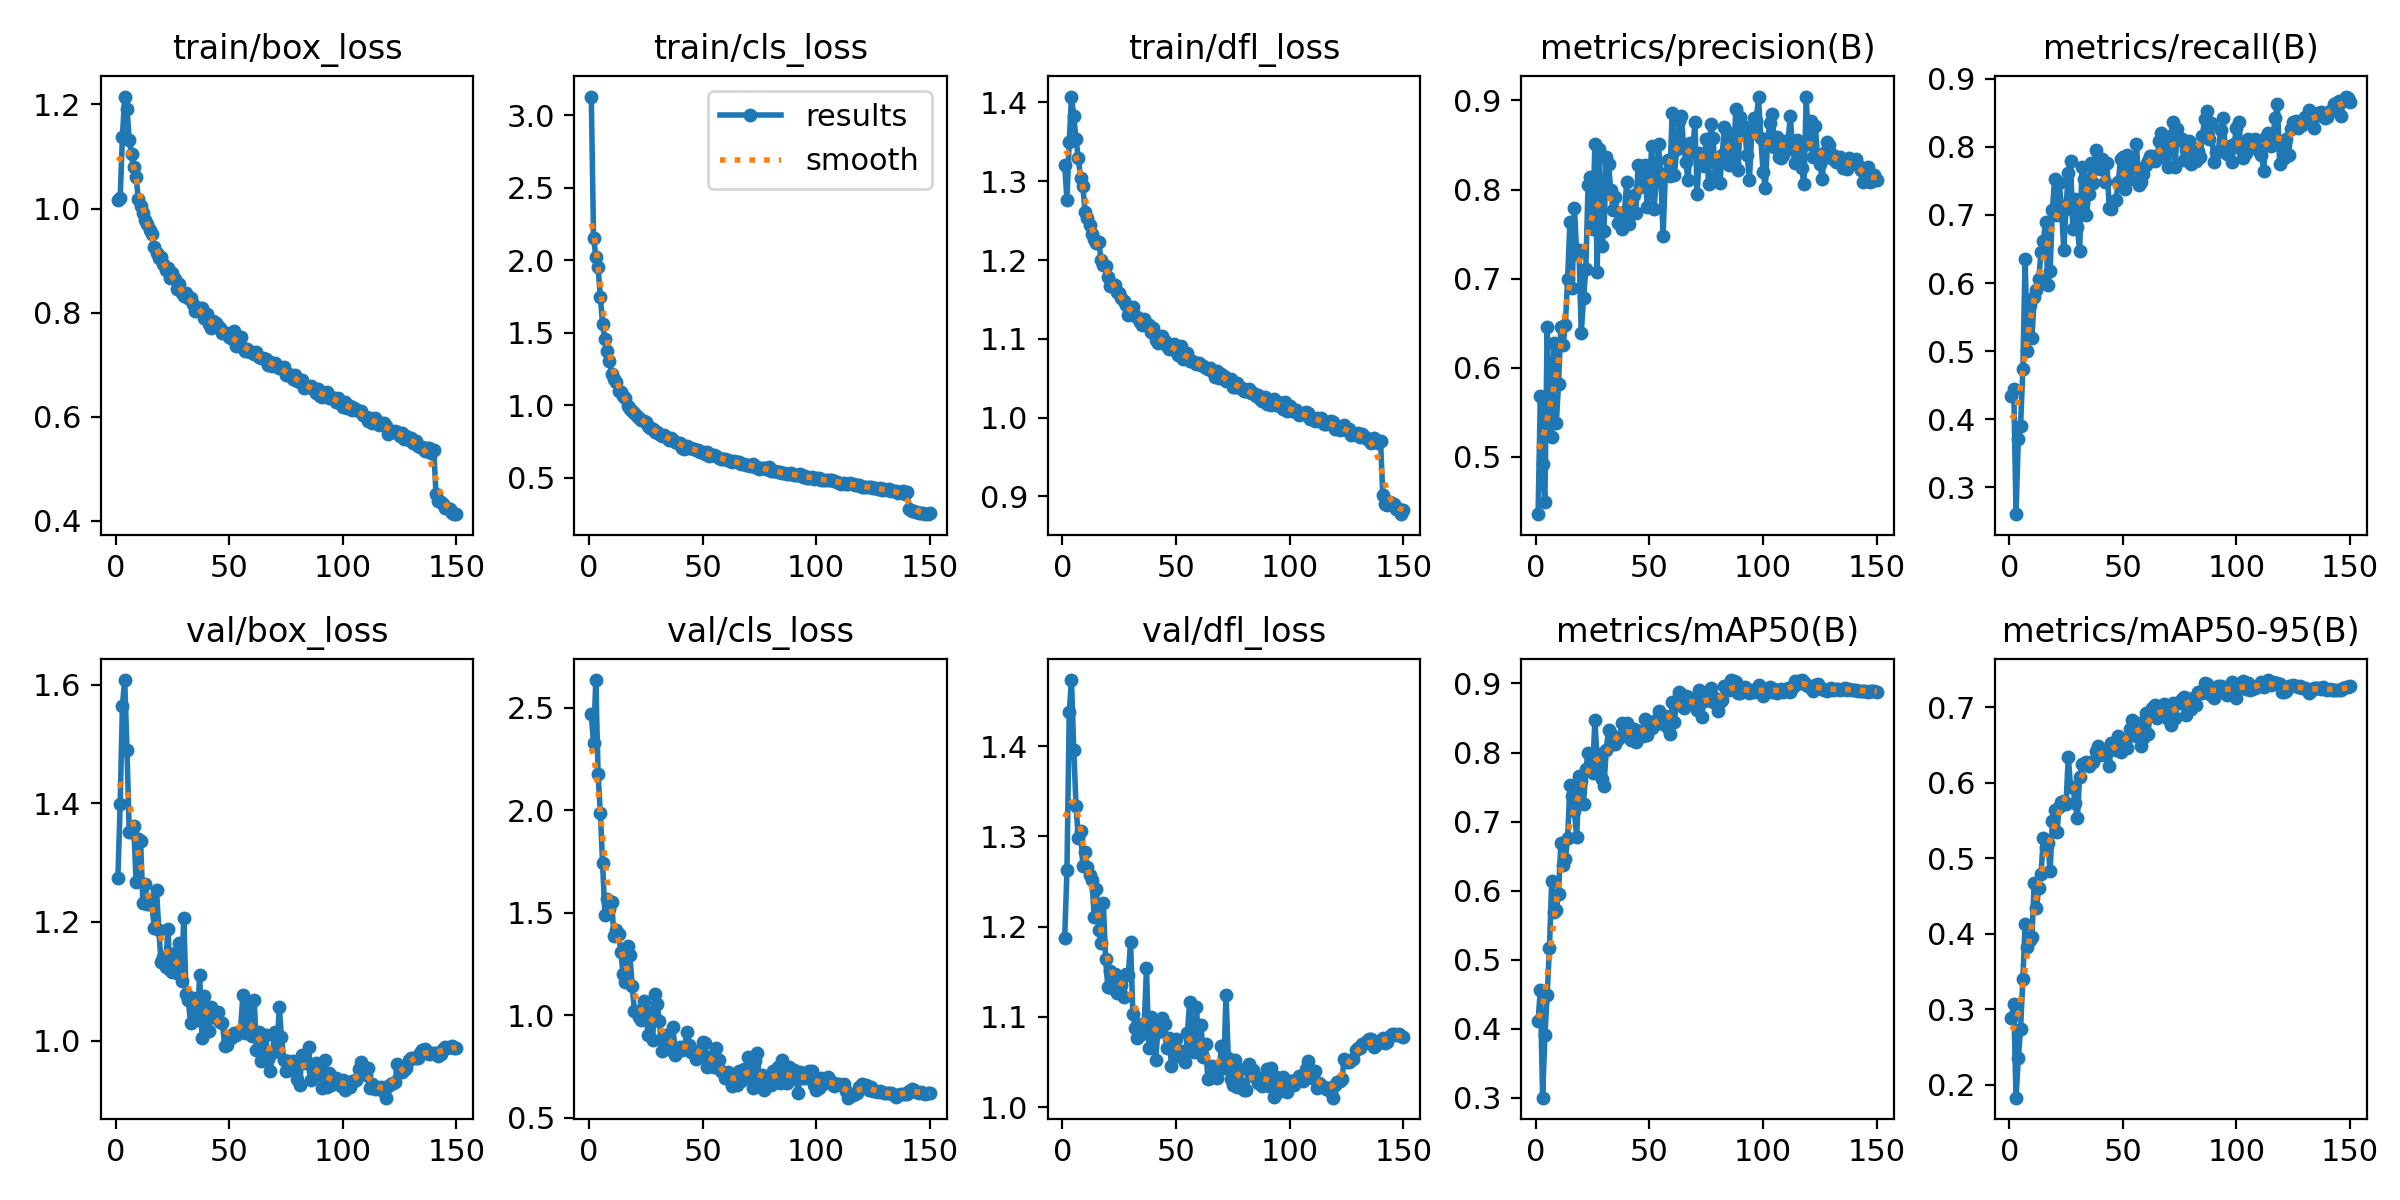 train/box_loss
1.2
1.0
0.8
0.6
0.4
0 50 100 150
train/cls_loss
results
smooth
3.0
2.5
2.0
1.5
1.0
0.5
0 50 100 150
train/dfl_loss
1.4
1.3
1.2
1.1
1.0
0.9
0 50 100 150
metrics/precision(B)
0.9
0.8
0.7
0.6
0.5
0 50 100 150
metrics/recall(B)
0.9
0.8
0.7
0.6
0.5
0.4
0.3
0 50 100 150
val/box_loss
1.6
1.4
1.2
1.0
0 50 100 150
val/cls_loss
2.5
2.0
1.5
1.0
0.5
0 50 100 150
val/dfl_loss
1.4
1.3
1.2
1.1
1.0
0 50 100 150
metrics/mAP50(B)
0.9
0.8
0.7
0.6
0.5
0.4
0.3
0 50 100 150
metrics/mAP50-95(B)
0.7
0.6
0.5
0.4
0.3
0.2
0 50 100 150